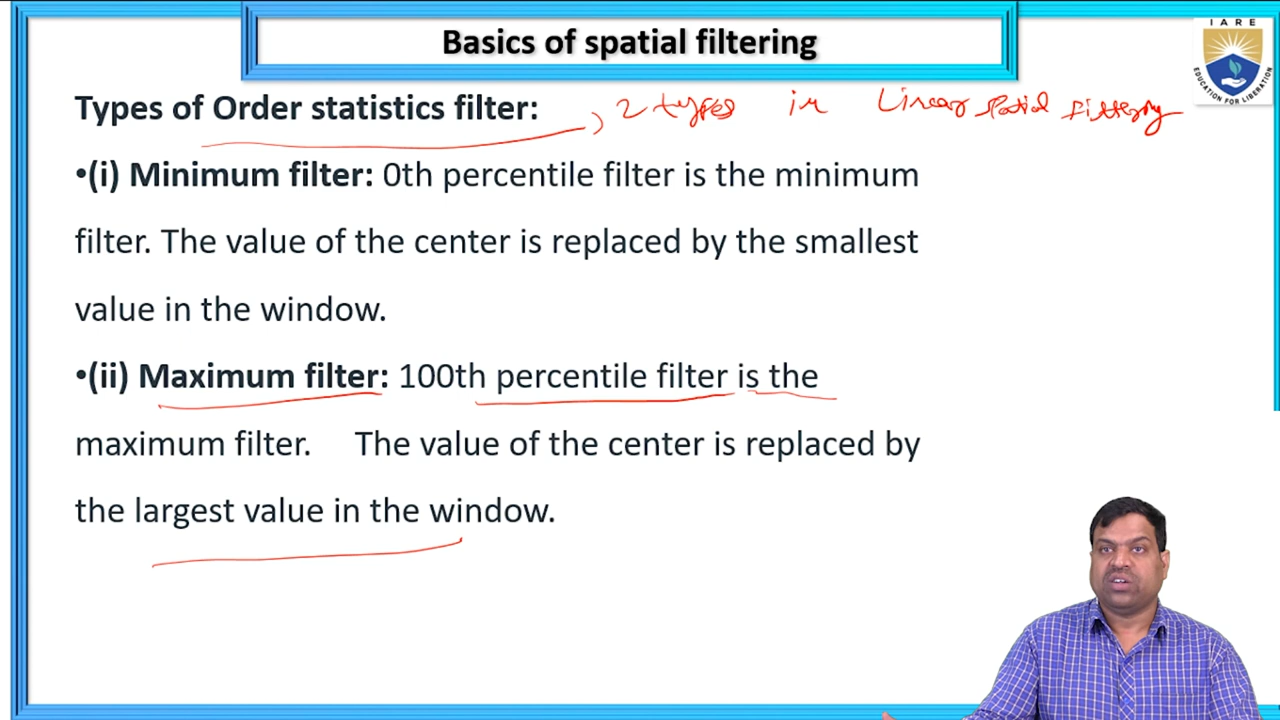 Basics of spatial filtering
IARE
EDUCATION FOR LIBERATION
Types of Order statistics filter: 2 types in Linear spatial Filtering
•(i) Minimum filter: 0th percentile filter is the minimum
filter. The value of the center is replaced by the smallest
value in the window.
•(ii) Maximum filter: 100th percentile filter is the
maximum filter. The value of the center is replaced by
the largest value in the window.